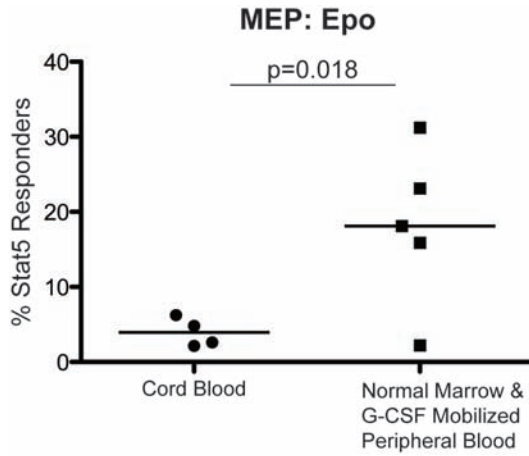 MEP: Epo
p=0.018
% Stat5 Responders
40
30
20
10
0
Cord Blood
Normal Marrow &
G-CSF Mobilized
Peripheral Blood